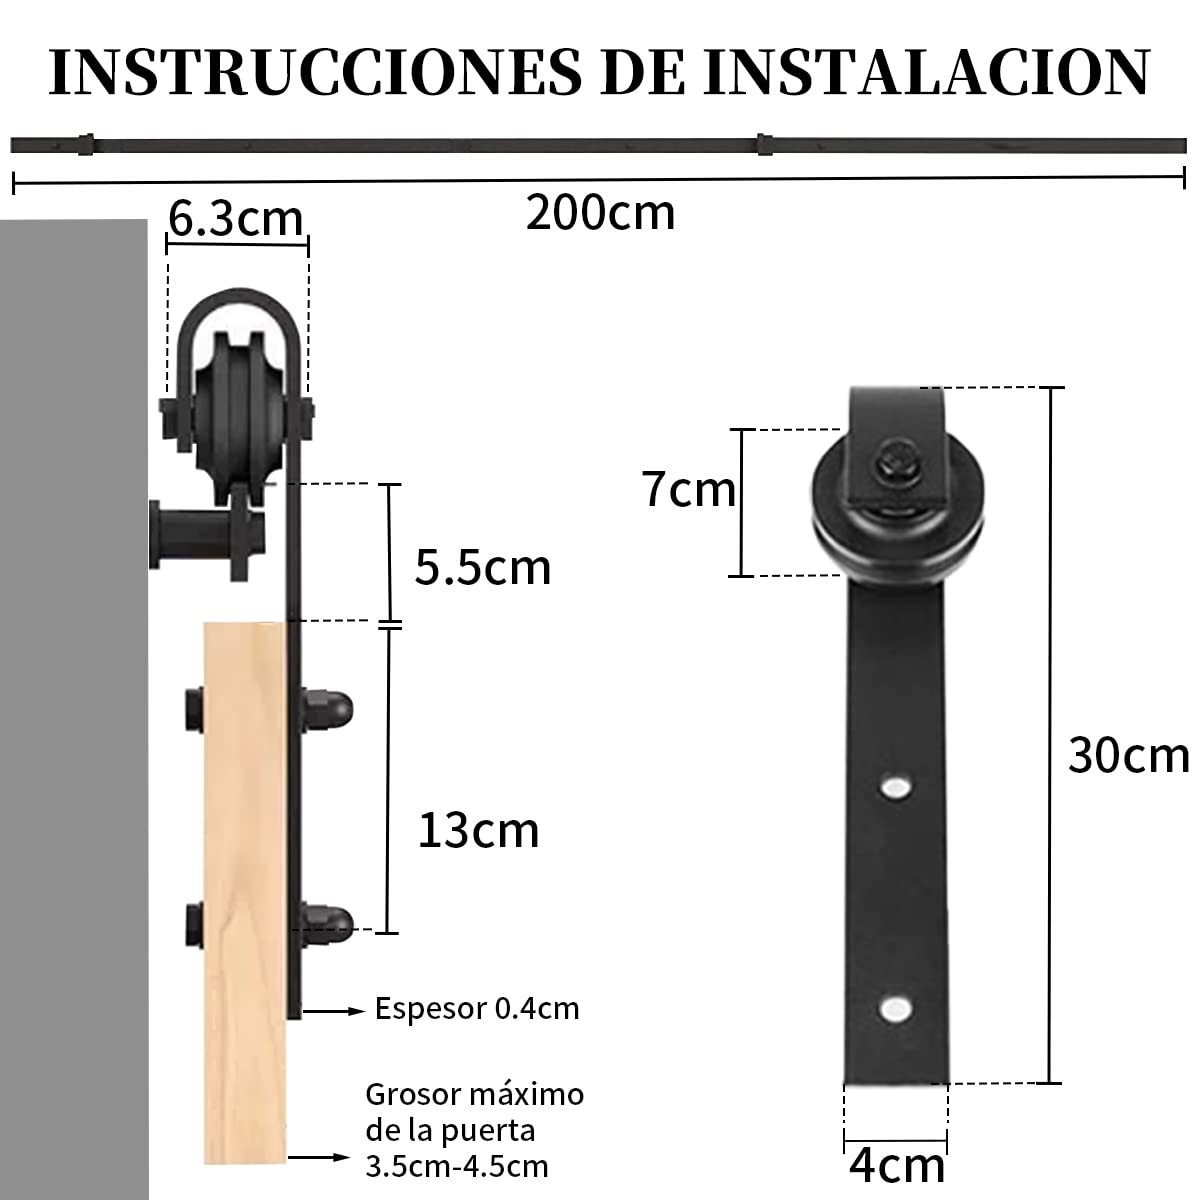 INSTRUCCIONES DE INSTALACION
200cm
6.3cm
5.5cm
7cm
30cm
13cm
Espesor 0.4cm
Grosor máximo
de la puerta
3.5cm-4.5cm
4cm